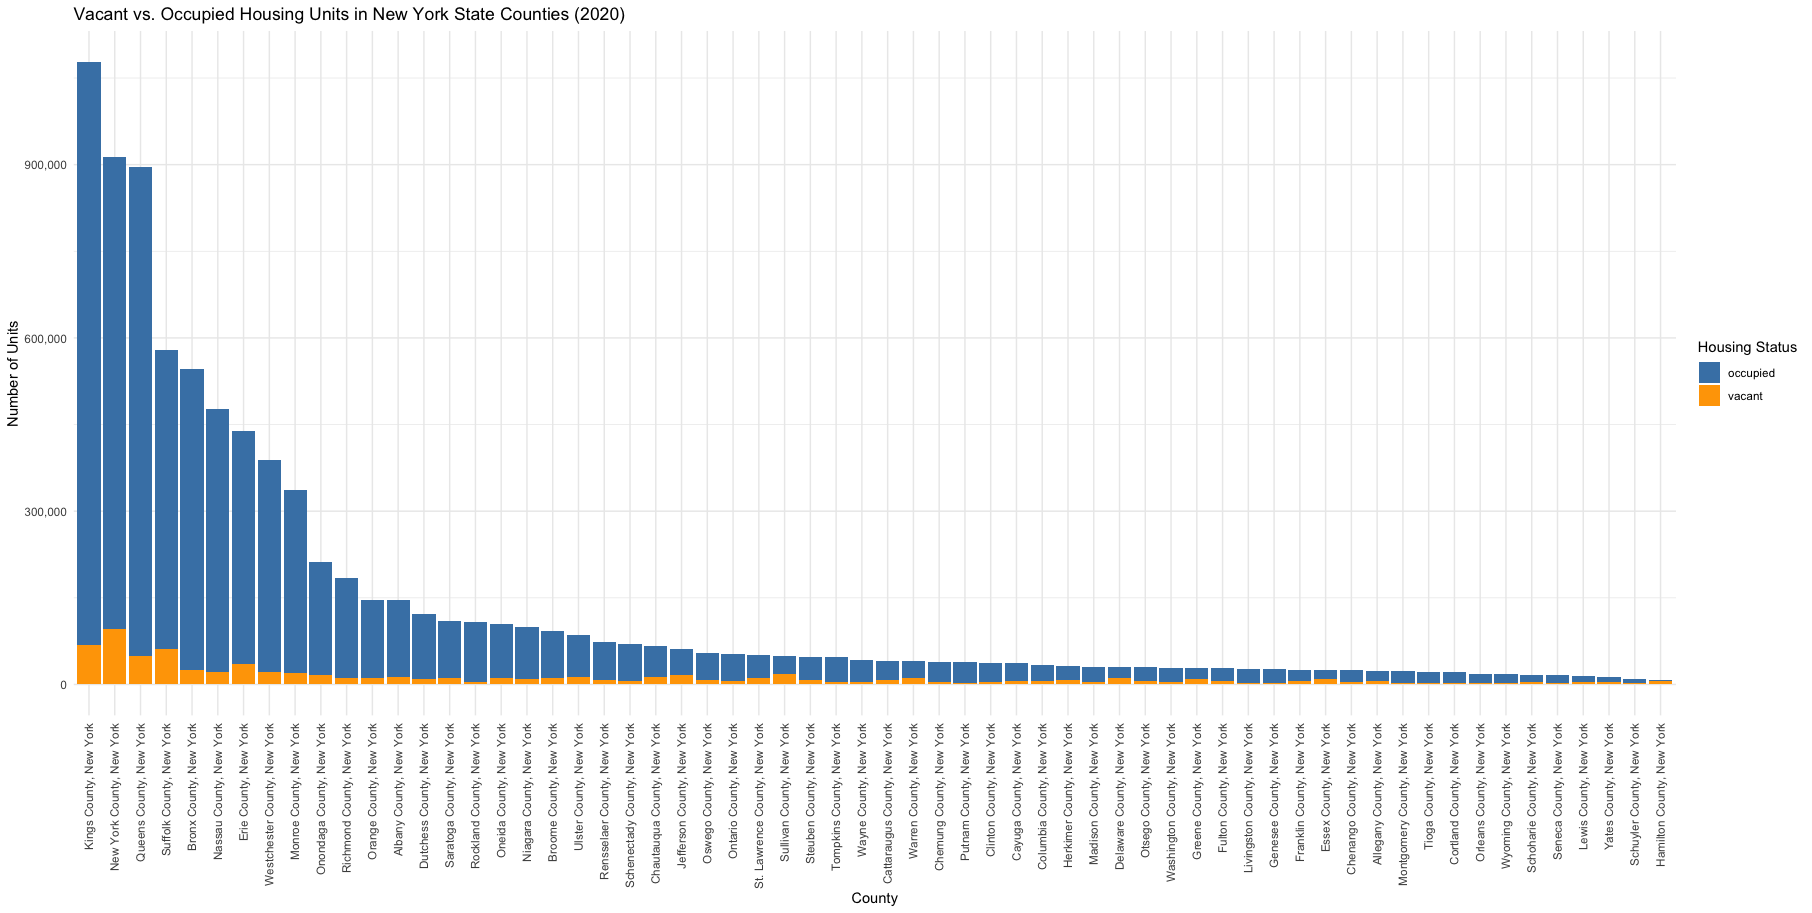 Vacant vs. Occupied Housing Units in New York State Counties (2020)
Number of Units
900,000
600,000
300,000
0
Kings County, New York
New York County, New York
Queens County, New York
Suffolk County, New York
Bronx County, New York
Nassau County, New York
Erie County, New York
Westchester County, New York
Monroe County, New York
Onondaga County, New York
Richmond County, New York
Orange County, New York
Albany County, New York
Dutchess County, New York
Saratoga County, New York
Rockland County, New York
Oneida County, New York
Niagara County, New York
Broome County, New York
Ulster County, New York
Rensselaer County, New York
Schenectady County, New York
Chautauqua County, New York
Jefferson County, New York
Oswego County, New York
Ontario County, New York
St. Lawrence County, New York
Sullivan County, New York
Steuben County, New York
Tompkins County, New York
Wayne County, New York
Cattaraugus County, New York
Warren County, New York
Chemung County, New York
Putnam County, New York
Clinton County, New York
Cayuga County, New York
Columbia County, New York
Herkimer County, New York
Madison County, New York
Delaware County, New York
Otsego County, New York
Washington County, New York
Greene County, New York
Fulton County, New York
Livingston County, New York
Genesee County, New York
Franklin County, New York
Essex County, New York
Chenango County, New York
Allegany County, New York
Montgomery County, New York
Tioga County, New York
Cortland County, New York
Orleans County, New York
Wyoming County, New York
Schoharie County, New York
Seneca County, New York
Lewis County, New York
Yates County, New York
Schuyler County, New York
Hamilton County, New York
County
Housing Status
occupied
vacant